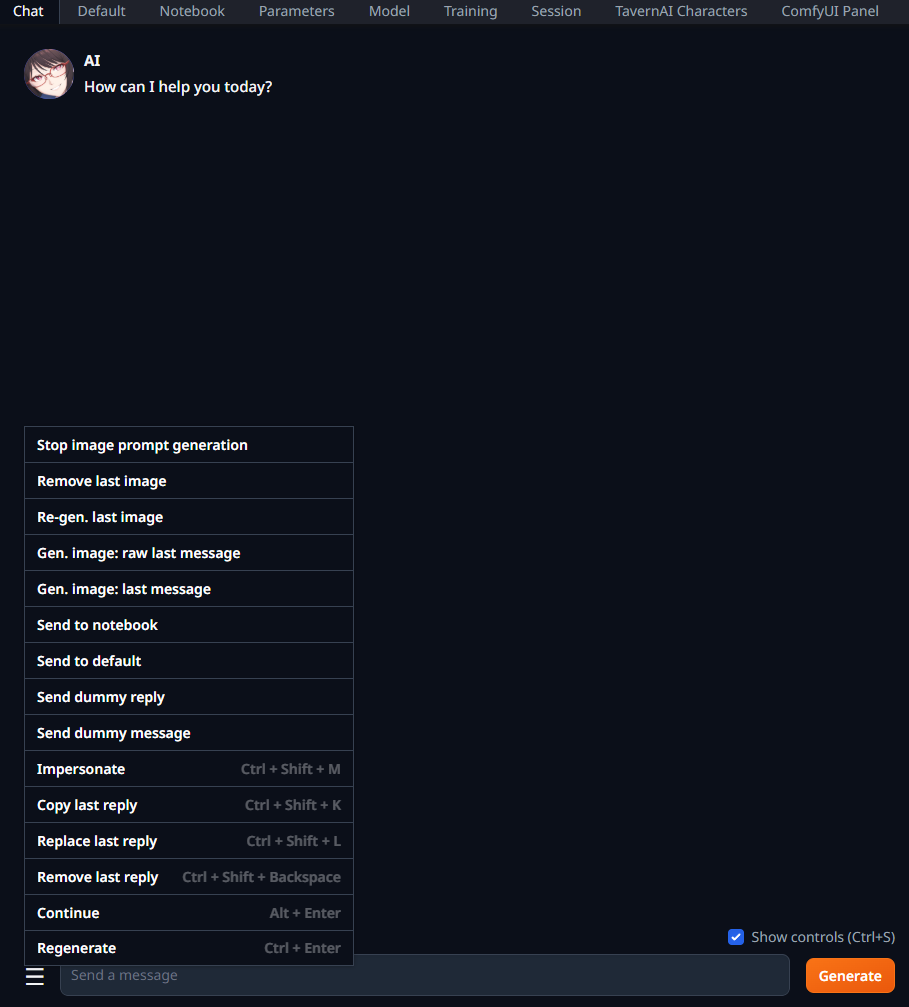 Chat Default Notebook Parameters Model Training Session TavernAI Characters ComfyUI Panel
AI
How can I help you today?
Stop image prompt generation
Remove last image
Re-gen. last image
Gen. image: raw last message
Gen. image: last message
Send to notebook
Send to default
Send dummy reply
Send dummy message
Impersonate Ctrl + Shift + M
Copy last reply Ctrl + Shift + K
Replace last reply Ctrl + Shift + L
Remove last reply Ctrl + Shift + Backspace
Continue Alt + Enter
Regenerate Ctrl + Enter
Show controls (Ctrl+S)
Send a message
Generate